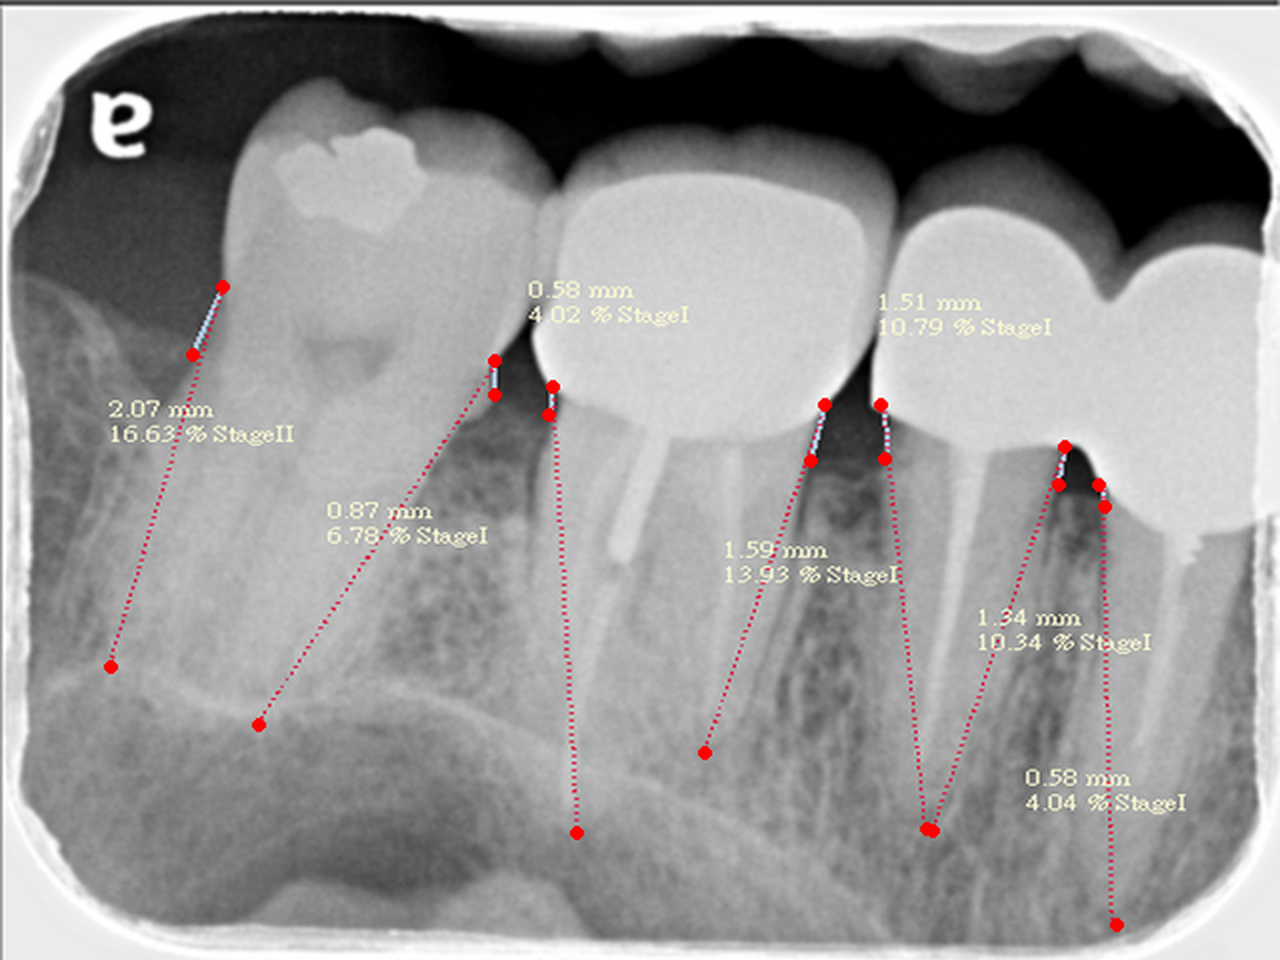 a
0.58 mm
4.02 % StageI
1.51 mm
10.79 % StageI
2.07 mm
16.63 % StageII
0.87 mm
6.78 % StageI
1.59 mm
13.93 % StageI
1.34 mm
10.34 % StageI
0.58 mm
4.04 % StageI